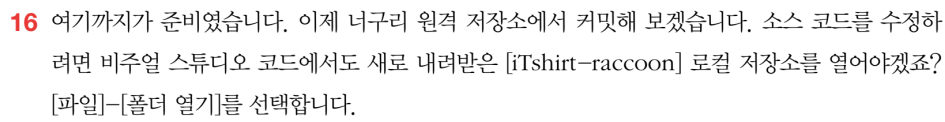 16 여기까지가 준비였습니다. 이제 너구리 원격 저장소에서 커밋해 보겠습니다. 소스 코드를 수정하
려면 비주얼 스튜디오 코드에서도 새로 내려받은 [iTshirt-raccoon] 로컬 저장소를 열어야겠죠?
[파일]-[폴더 열기]를 선택합니다.